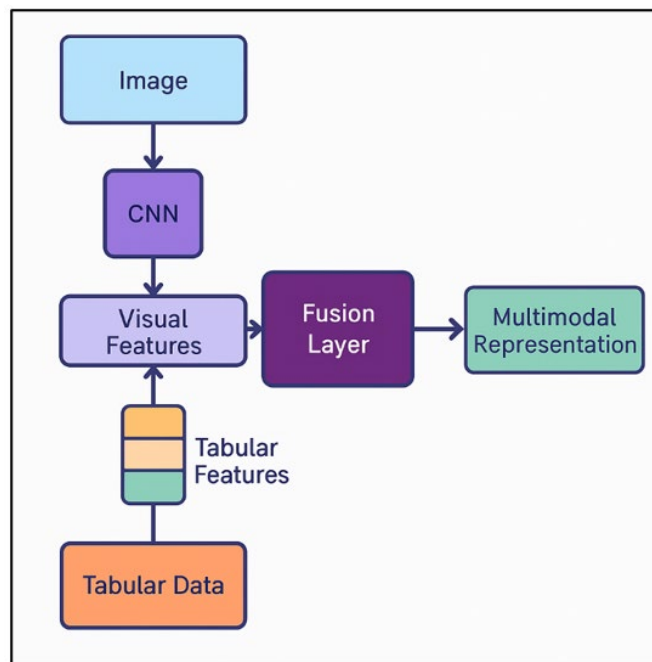 Image
CNN
Visual
Features
Fusion
Layer
Multimodal
Representation
Tabular
Features
Tabular Data